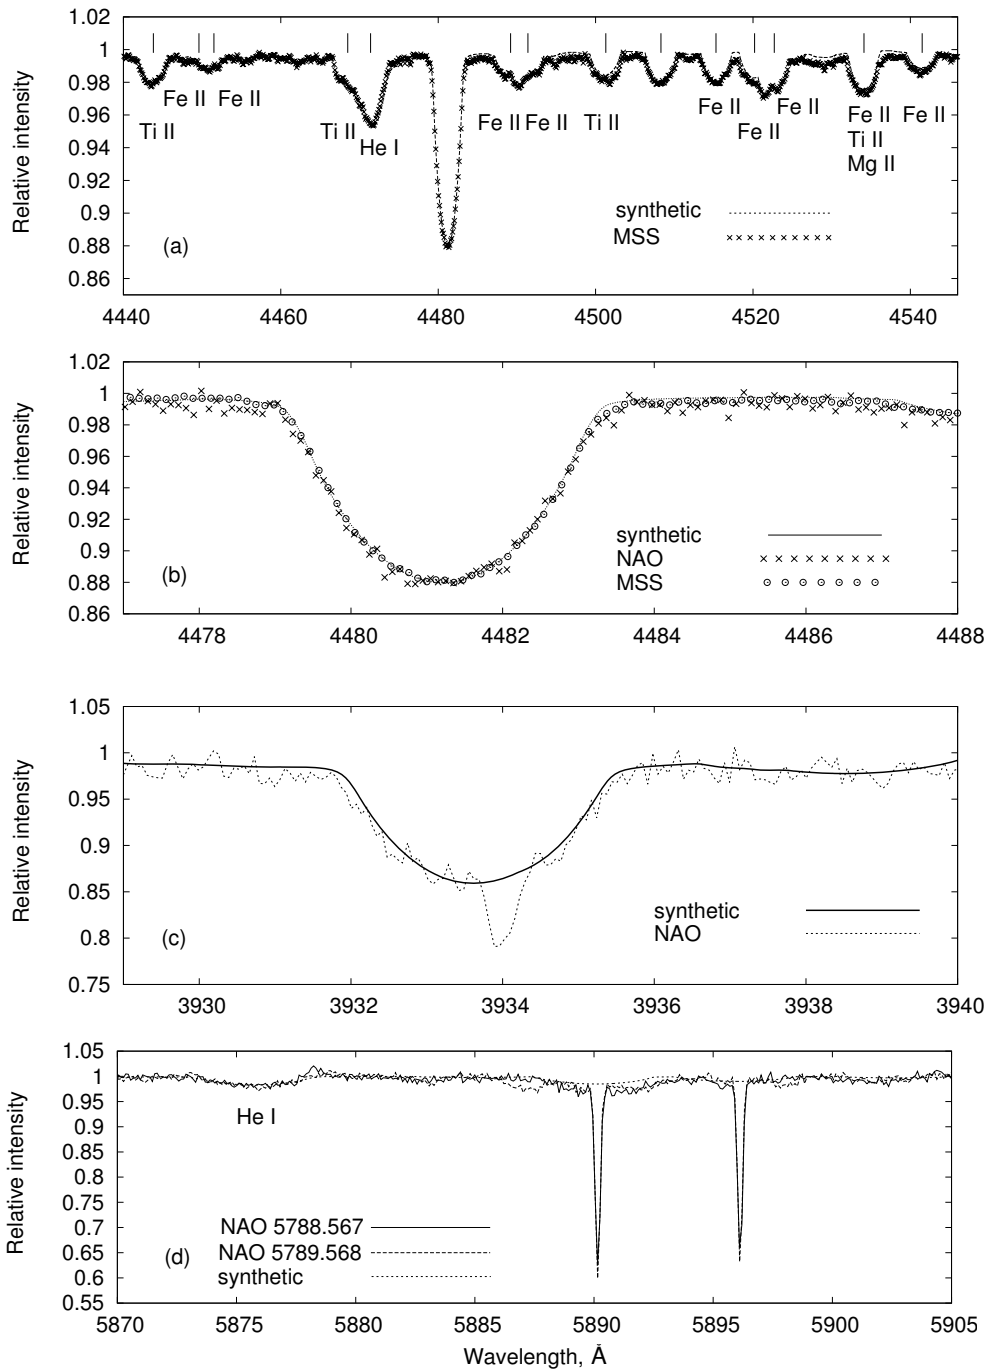 1.02
1
0.98
0.96
0.94
0.92
0.9
0.88
0.86
Relative intensity
Fe II Fe II
Ti II
Ti II
He I
Fe II Fe II Ti II
Fe II
Fe II
Fe II
Fe II
Ti II
Mg II
Fe II
synthetic
MSS
(a)
4440 4460 4480 4500 4520 4540
1.02
1
0.98
0.96
0.94
0.92
0.9
0.88
0.86
Relative intensity
synthetic
NAO
MSS
(b)
4478 4480 4482 4484 4486 4488
1.05
1
0.95
0.9
0.85
0.8
0.75
Relative intensity
synthetic
NAO
(c)
3930 3932 3934 3936 3938 3940
1.05
1
0.95
0.9
0.85
0.8
0.75
0.7
0.65
0.6
0.55
Relative intensity
He I
NAO 5788.567
NAO 5789.568
synthetic
(d)
5870 5875 5880 5885 5890 5895 5900 5905
Wavelength, Å